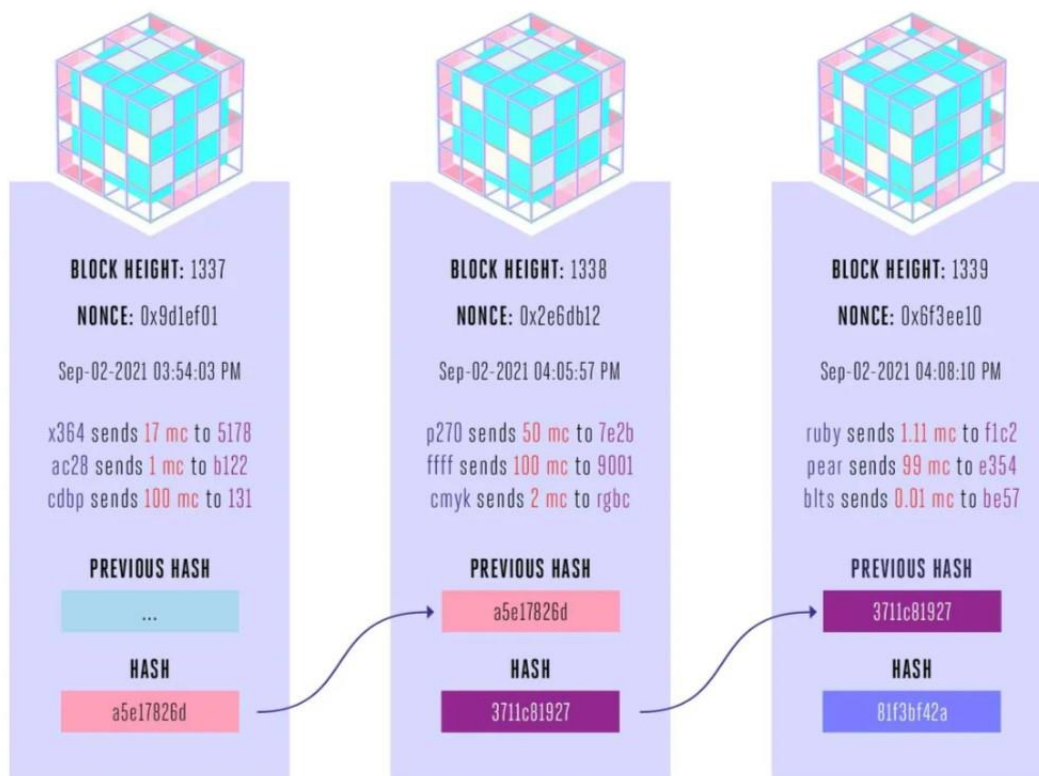 BLOCK HEIGHT: 1337
NONCE: 0x9d1ef01
Sep-02-2021 03:54:03 PM
x364 sends 17 mc to 5178
ac28 sends 1 mc to b122
cdbp sends 100 mc to 131
PREVIOUS HASH
...
HASH
a5e17826d
BLOCK HEIGHT: 1338
NONCE: 0x2e6db12
Sep-02-2021 04:05:57 PM
p270 sends 50 mc to 7e2b
ffff sends 100 mc to 9001
cmyk sends 2 mc to rgbc
PREVIOUS HASH
a5e17826d
HASH
3711c81927
BLOCK HEIGHT: 1339
NONCE: 0x6f3ee10
Sep-02-2021 04:08:10 PM
ruby sends 1.11 mc to f1c2
pear sends 99 mc to e354
blts sends 0.01 mc to be57
PREVIOUS HASH
3711c81927
HASH
81f3bf42a